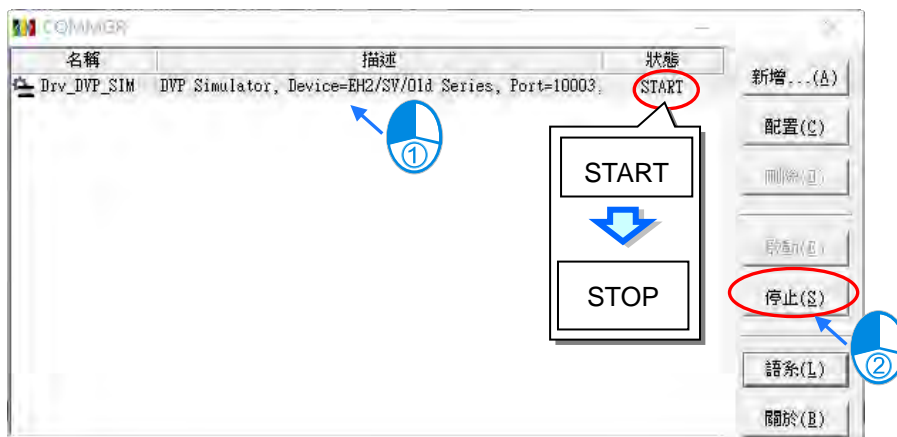 COMMGR
名稱 描述 狀態
Drv_DVP_SIM DVP Simulator, Device=EH2/SV/Old Series, Port=10003, START
新增...(A)
配置(C)
刪除(D)
START
啟動(E)
STOP
停止(S)
①
②
語系(L)
關於(B)